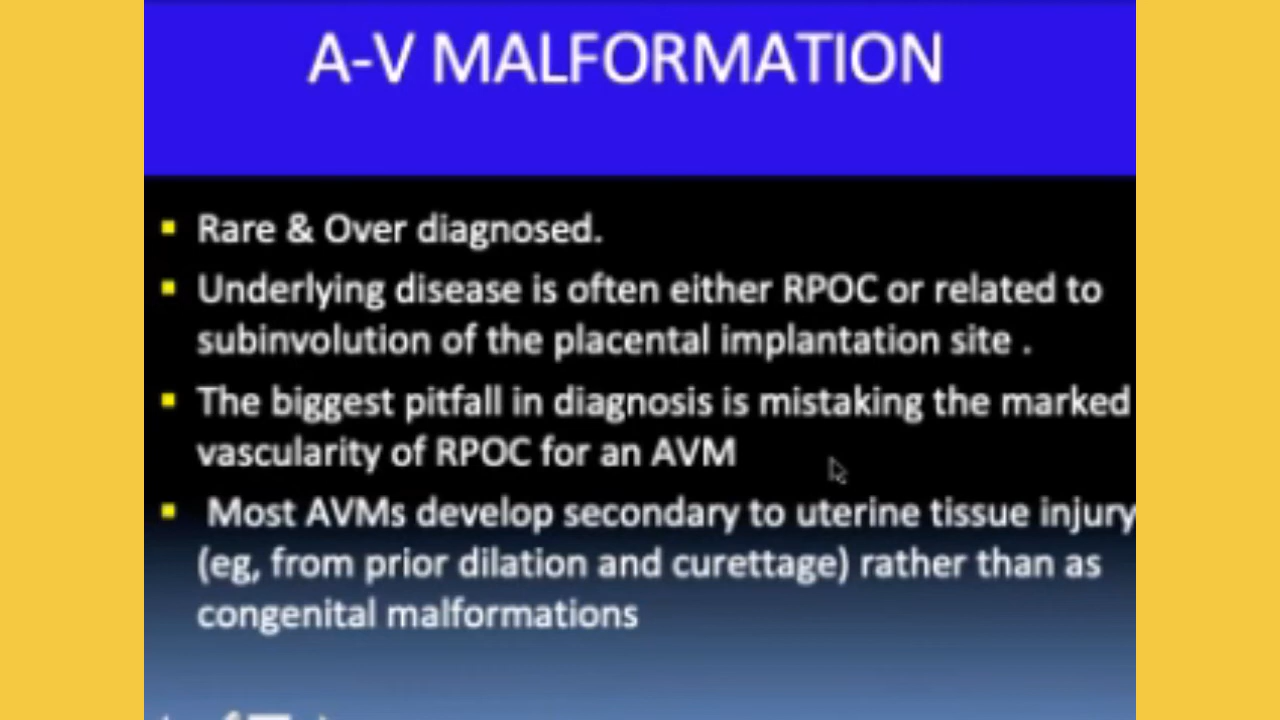 A-V MALFORMATION
Rare & Over diagnosed.
Underlying disease is often either RPOC or related to
subinvolution of the placental implantation site .
The biggest pitfall in diagnosis is mistaking the marked
vascularity of RPOC for an AVM
Most AVMs develop secondary to uterine tissue injury
(eg, from prior dilation and curettage) rather than as
congenital malformations